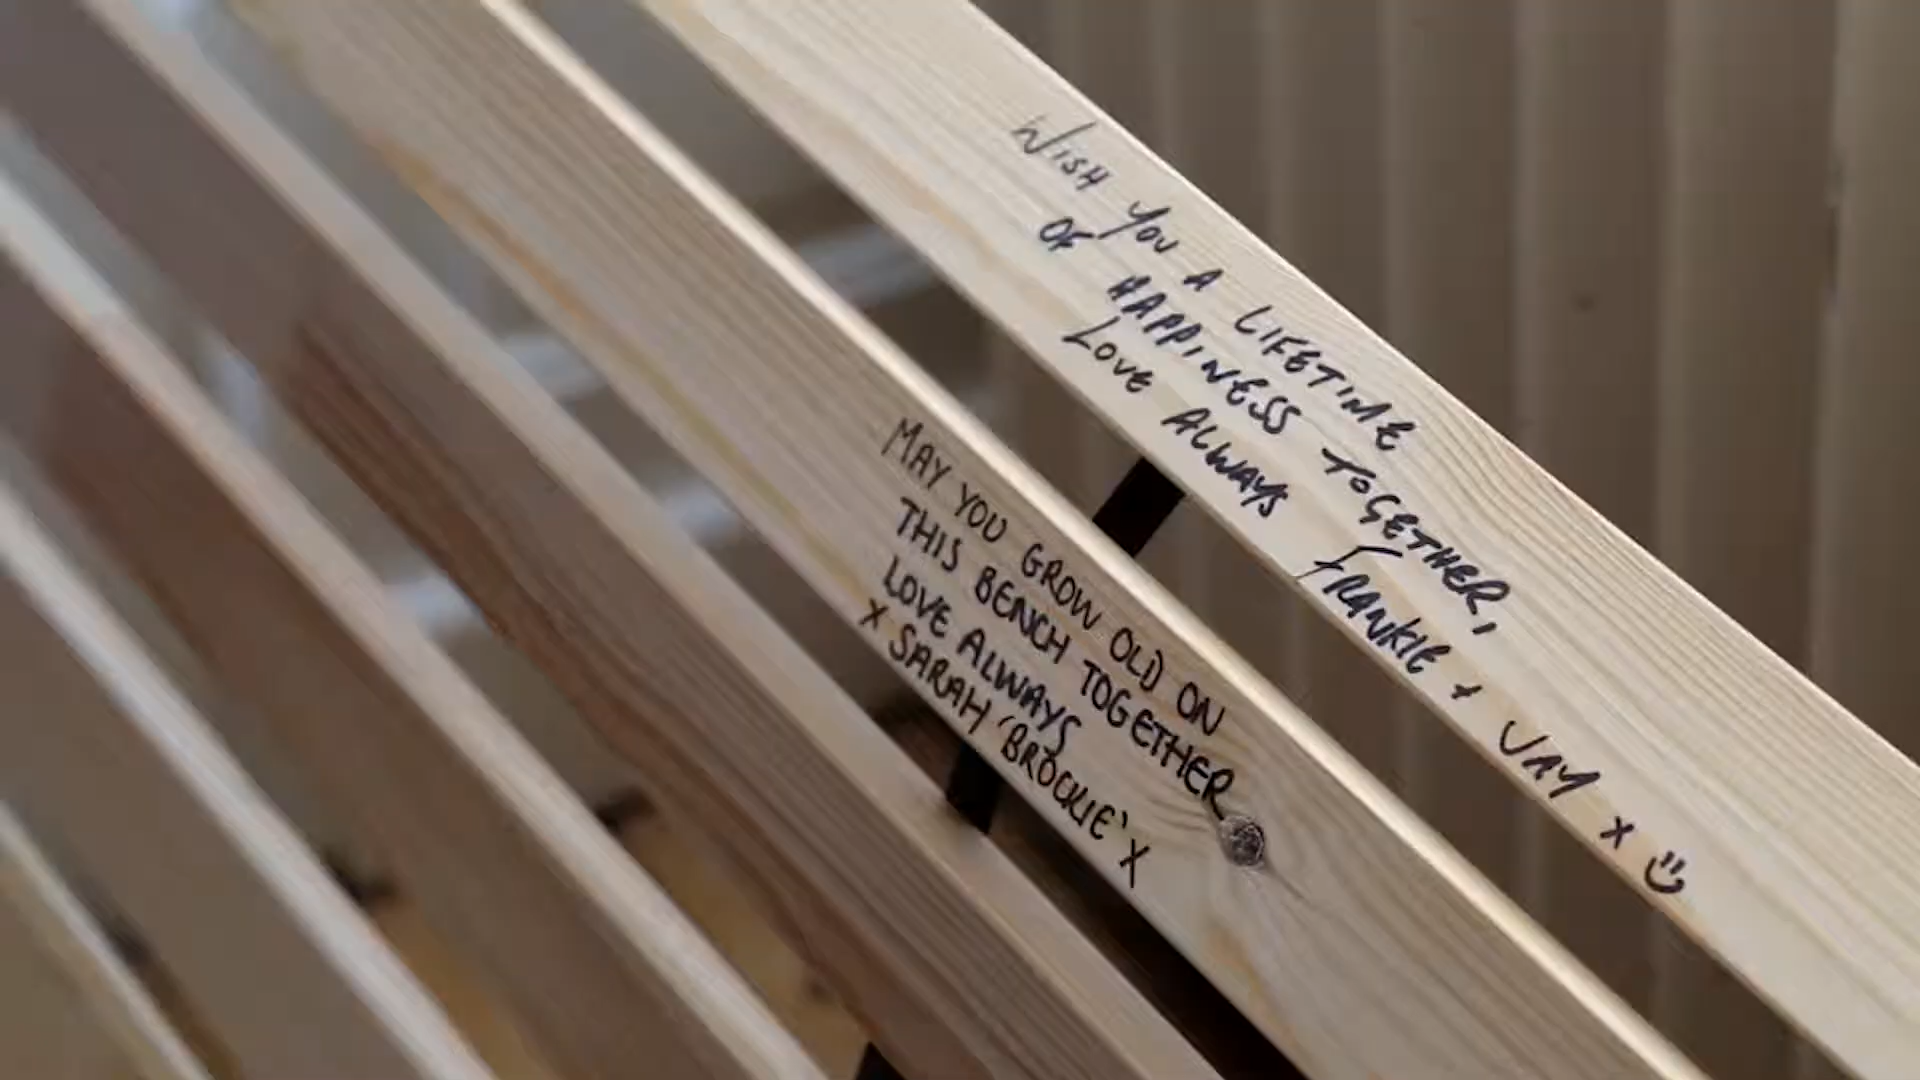 WISH YOU A LIFETIME
OF HAPPINESS TOGETHER,
LOVE ALWAYS
FRANKIE + JAY x
MAY YOU GROW OLD ON
THIS BENCH TOGETHER
LOVE ALWAYS
X SARAH 'BROCKIE' X